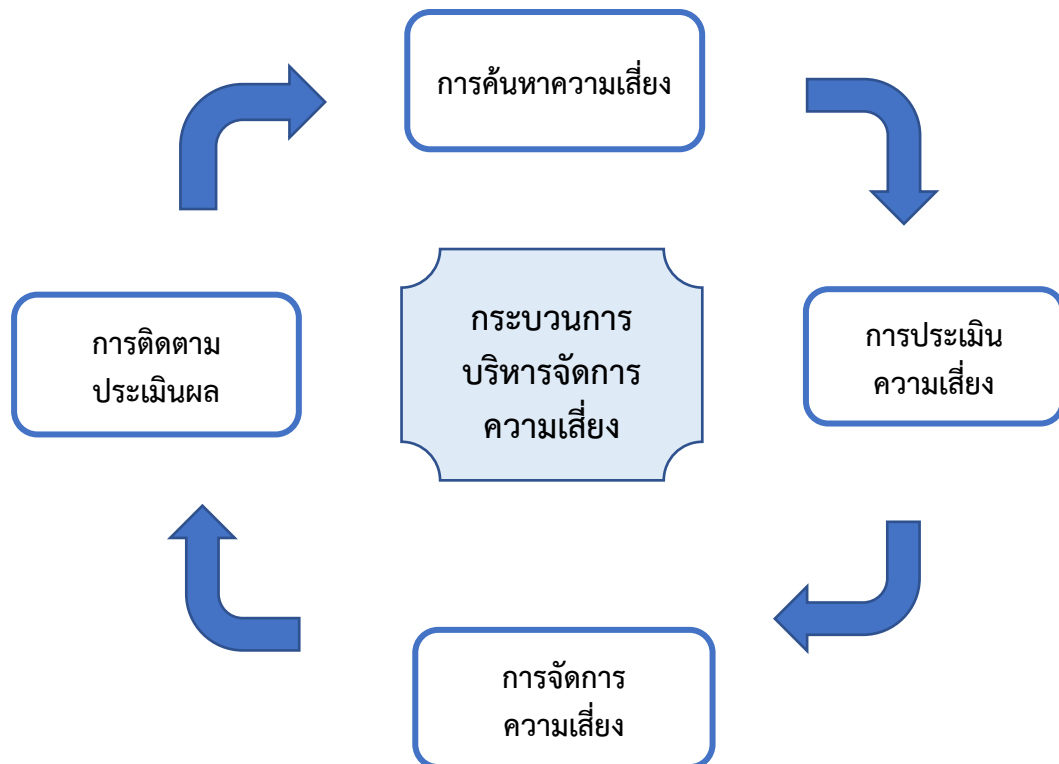 การค้นหาความเสี่ยง
กระบวนการ
บริหารจัดการ
ความเสี่ยง
การประเมิน
ความเสี่ยง
การจัดการ
ความเสี่ยง
การติดตาม
ประเมินผล